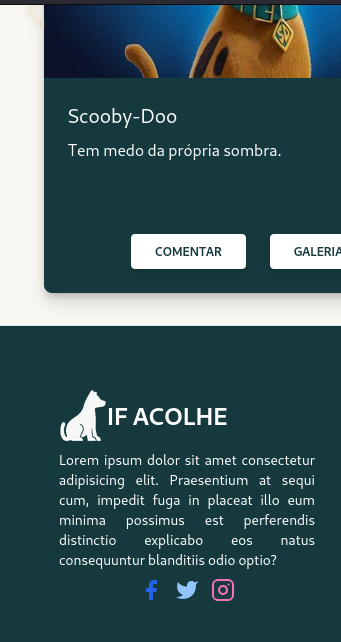 Scooby-Doo
Tem medo da própria sombra.
COMENTAR GALERIA
IF ACOLHE
Lorem ipsum dolor sit amet consectetur
adipisicing elit. Praesentium at sequi
cum, impedit fuga in placeat illo eum
minima possimus est perferendis
distinctio explicabo eos natus
consequuntur blanditiis odio optio?